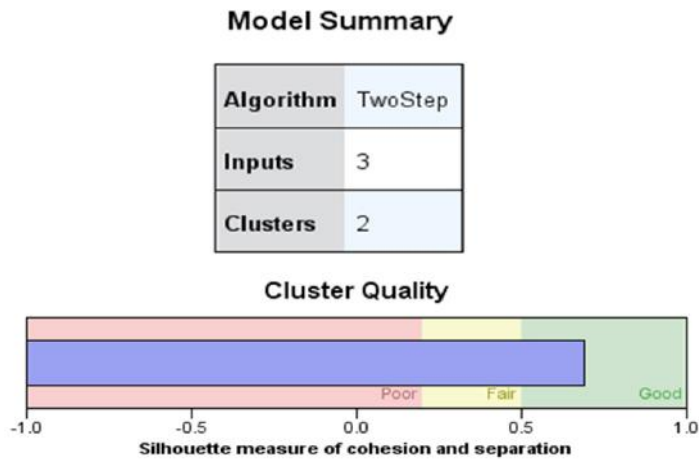 Model Summary
Algorithm TwoStep
Inputs 3
Clusters 2
Cluster Quality
Poor Fair Good
-1.0 -0.5 0.0 0.5 1.0
Silhouette measure of cohesion and separation